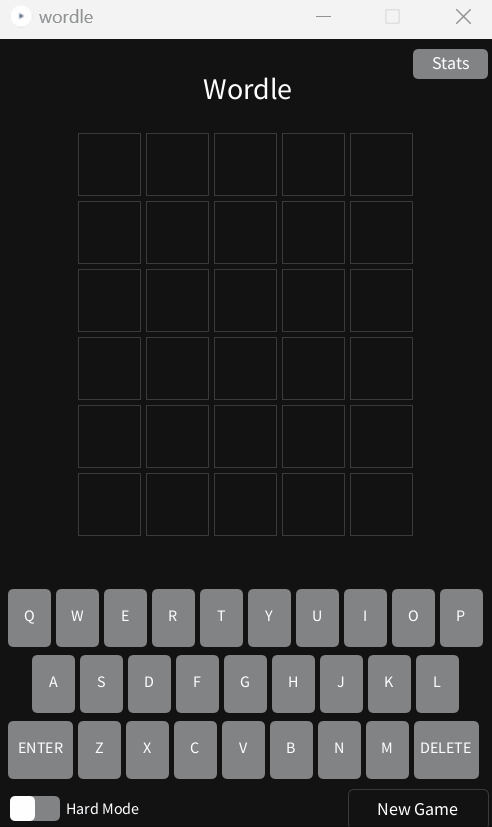 wordle
Stats
Wordle
Q W E R T Y U I O P
A S D F G H J K L
ENTER Z X C V B N M DELETE
Hard Mode New Game